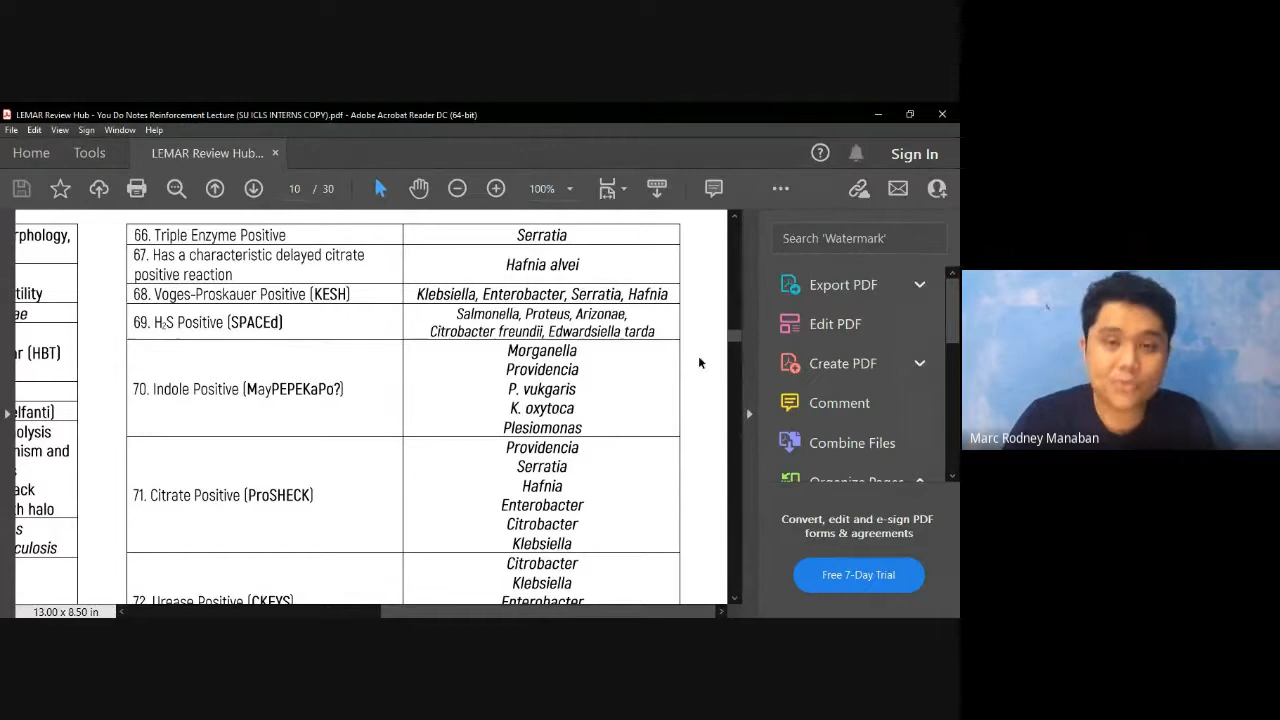 LEMAR Review Hub - You Do Notes Reinforcement Lecture (SU ICLS INTERNS COPY).pdf - Adobe Acrobat Reader DC (64-bit)
File Edit View Sign Window Help
Home Tools LEMAR Review Hub... × Sign In
10 / 30 100%
rphology,
tility
ae
r (HBT)
elfanti)
olysis
nism and
s
ack
h halo
s
culosis
66. Triple Enzyme Positive Serratia
67. Has a characteristic delayed citrate
positive reaction
Hafnia alvei
68. Voges-Proskauer Positive (KESH) Klebsiella, Enterobacter, Serratia, Hafnia
69. H₂S Positive (SPACEd)
Salmonella, Proteus, Arizonae,
Citrobacter freundii, Edwardsiella tarda
70. Indole Positive (MayPEPEKaPo?)
Morganella
Providencia
P. vukgaris
K. oxytoca
Plesiomonas
71. Citrate Positive (ProSHECK)
Providencia
Serratia
Hafnia
Enterobacter
Citrobacter
Klebsiella
72. Urease Positive (CKEYS)
Citrobacter
Klebsiella
Enterobacter
13.00 x 8.50 in
Search 'Watermark'
Export PDF
Edit PDF
Create PDF
Comment
Combine Files
Organize Pages
Convert, edit and e-sign PDF
forms & agreements
Free 7-Day Trial
Marc Rodney Manaban